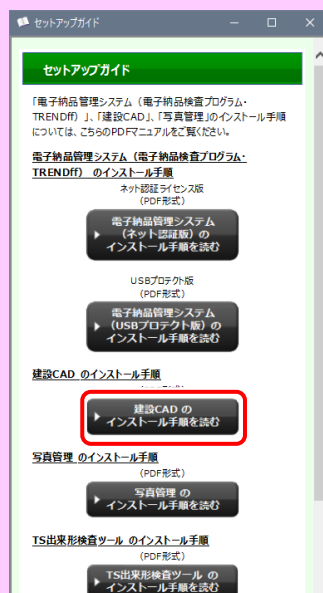 セットアップガイド
セットアップガイド
「電子納品管理システム（電子納品検査プログラム・
TRENDff）」、「建設CAD」、「写真管理」のインストール手順
については、こちらのPDFマニュアルをご覧ください。
電子納品管理システム（電子納品検査プログラム・
TRENDff） のインストール手順
ネット認証ライセンス版
（PDF形式）
電子納品管理システム
（ネット認証版）の
インストール手順を読む
USBプロテクト版
（PDF形式）
電子納品管理システム
（USBプロテクト版）の
インストール手順を読む
建設CAD のインストール手順
建設CAD の
インストール手順を読む
写真管理 のインストール手順
（PDF形式）
写真管理 の
インストール手順を読む
TS出来形検査ツール のインストール手順
（PDF形式）
TS出来形検査ツール の
インストール手順を読む